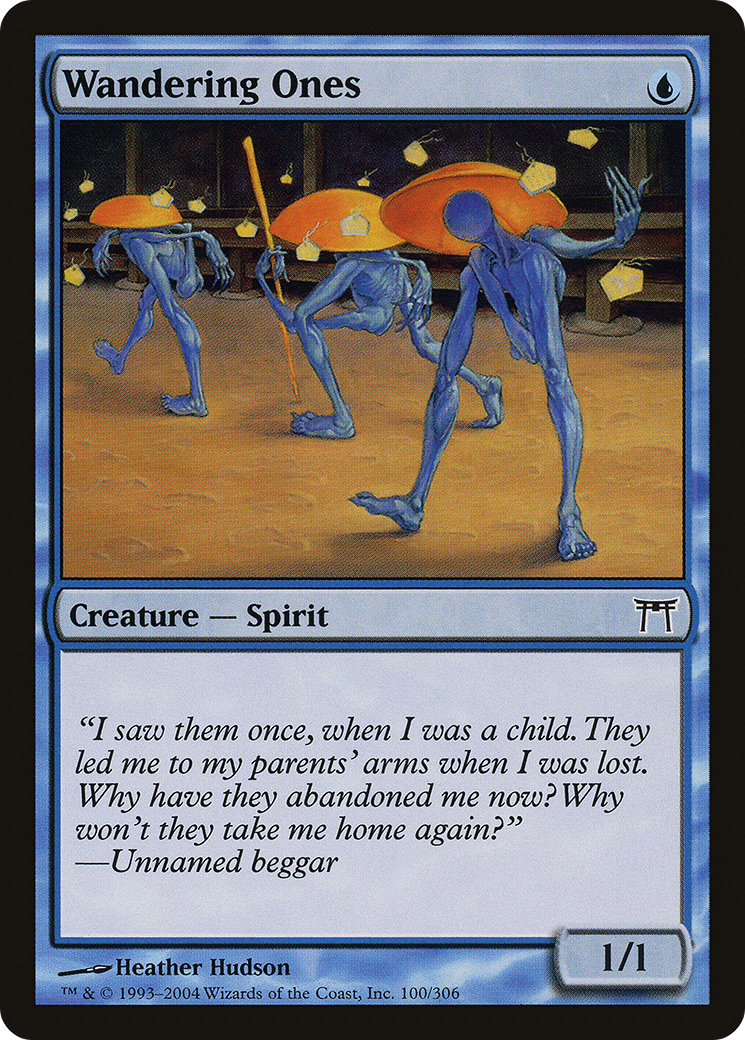 Wandering Ones
Creature — Spirit
“I saw them once, when I was a child. They
led me to my parents’ arms when I was lost.
Why have they abandoned me now? Why
won’t they take me home again?”
—Unnamed beggar
1/1
Heather Hudson
™ & © 1993–2004 Wizards of the Coast, Inc. 100/306